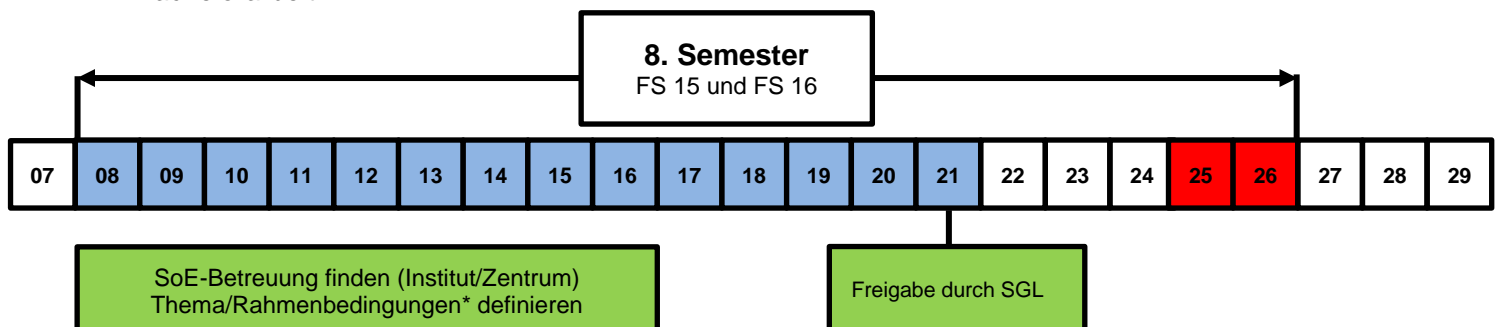 8. Semester
FS 15 und FS 16
07 08 09 10 11 12 13 14 15 16 17 18 19 20 21 22 23 24 25 26 27 28 29
SoE-Betreuung finden (Institut/Zentrum)
Thema/Rahmenbedingungen* definieren
Freigabe durch SGL